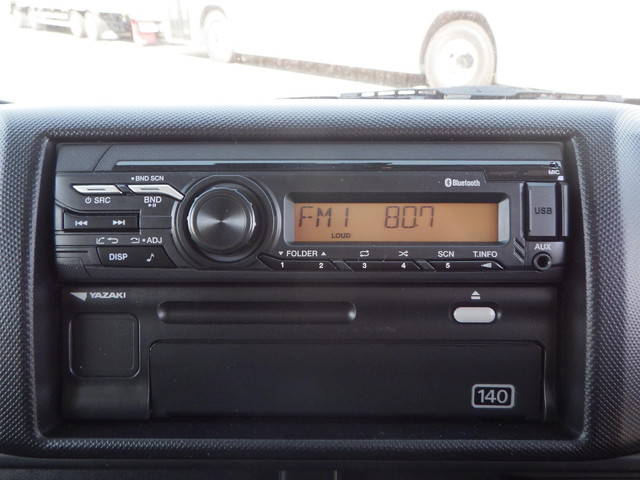 MIC
BND SCN
Bluetooth
SRC BND
USB
FM1 80.7
LOUD
ADJ
AUX
DISP
FOLDER SCN T.INFO
1 2 3 4 5
YAZAKI
140